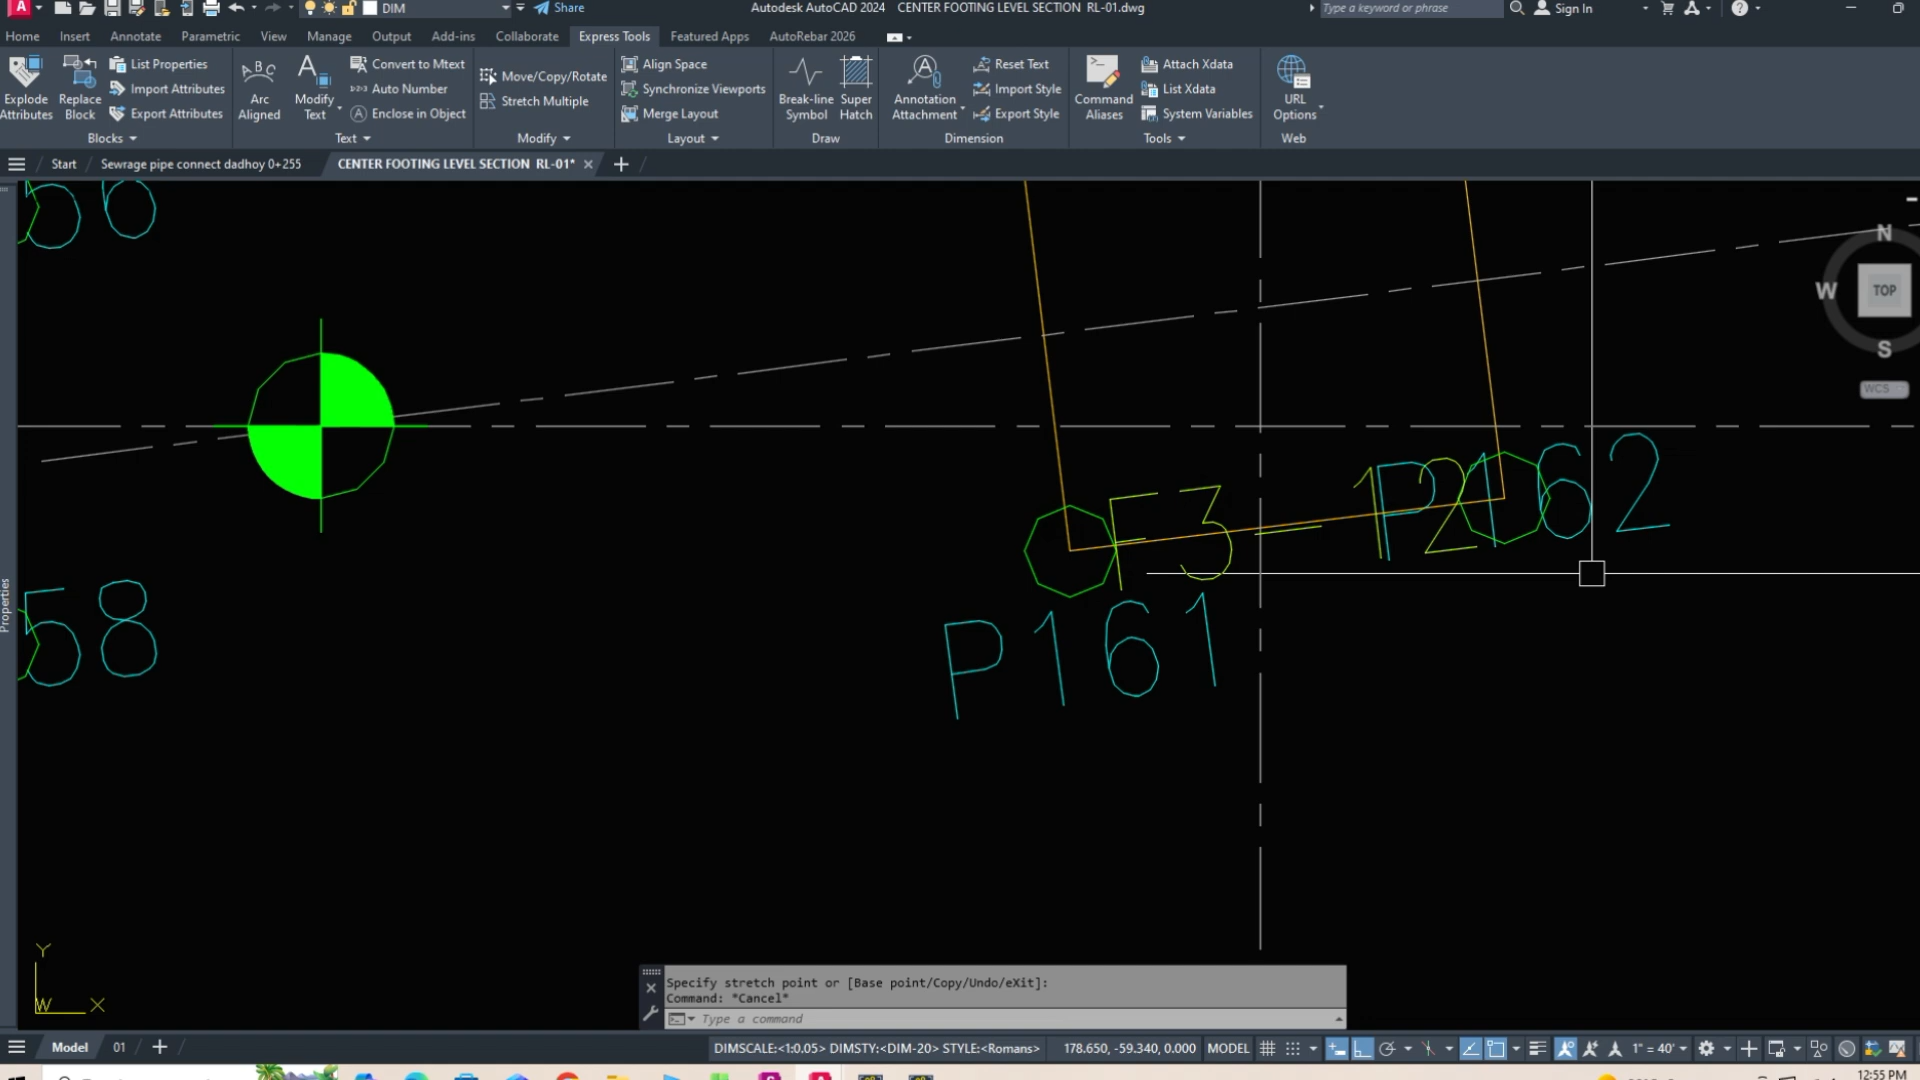 A DIM Share Autodesk AutoCAD 2024 CENTER FOOTING LEVEL SECTION RL-01.dwg Type a keyword or phrase Sign In
Home Insert Annotate Parametric View Manage Output Add-ins Collaborate Express Tools Featured Apps AutoRebar 2026
Explode Attributes
Replace Block
List Properties
Import Attributes
Export Attributes
Blocks
Arc Aligned
Modify Text
Convert to Mtext
Auto Number
Enclose in Object
Text
Move/Copy/Rotate
Stretch Multiple
Modify
Align Space
Synchronize Viewports
Merge Layout
Layout
Break-line Symbol
Super Hatch
Draw
Annotation Attachment
Reset Text
Import Style
Export Style
Dimension
Command Aliases
Attach Xdata
List Xdata
System Variables
Tools
URL Options
Web
Start Sewrage pipe connect dadhoy 0+255 CENTER FOOTING LEVEL SECTION RL-01*
56
N
W TOP
S
WCS
F3-12
P162
58
P161
Properties
Y
W X
Specify stretch point or [Base point/Copy/Undo/eXit]:
Command: *Cancel*
Type a command
Model 01
DIMSCALE:<1:0.05> DIMSTY:<DIM-20> STYLE:<Romans> 178.650, -59.340, 0.000 MODEL 1" = 40'
12:55 PM